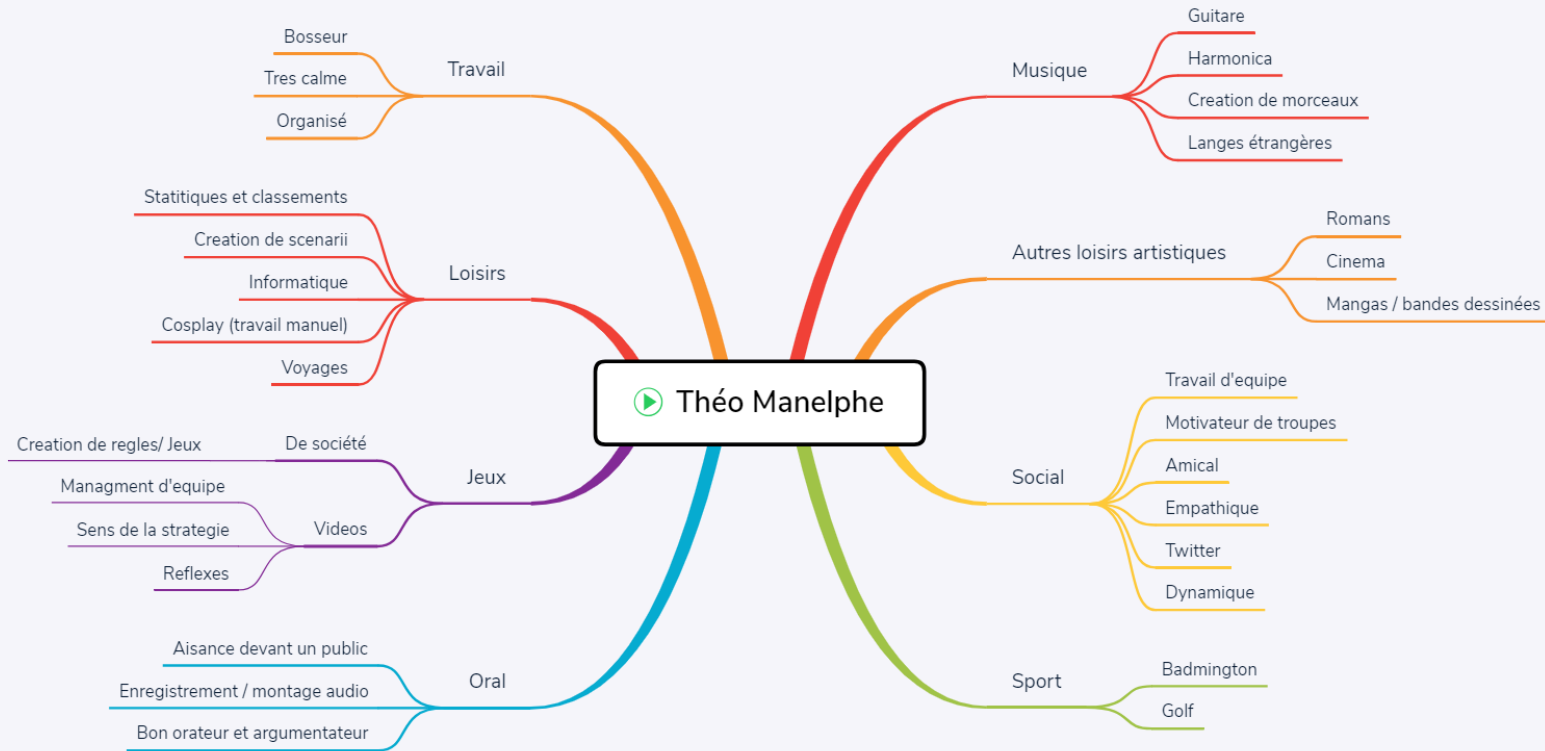 Théo Manelphe
Travail
Bosseur
Tres calme
Organisé
Loisirs
Statitiques et classements
Creation de scenarii
Informatique
Cosplay (travail manuel)
Voyages
Jeux
De société
Creation de regles/ Jeux
Videos
Managment d'equipe
Sens de la strategie
Reflexes
Oral
Aisance devant un public
Enregistrement / montage audio
Bon orateur et argumentateur
Musique
Guitare
Harmonica
Creation de morceaux
Langes étrangères
Autres loisirs artistiques
Romans
Cinema
Mangas / bandes dessinées
Social
Travail d'equipe
Motivateur de troupes
Amical
Empathique
Twitter
Dynamique
Sport
Badmington
Golf